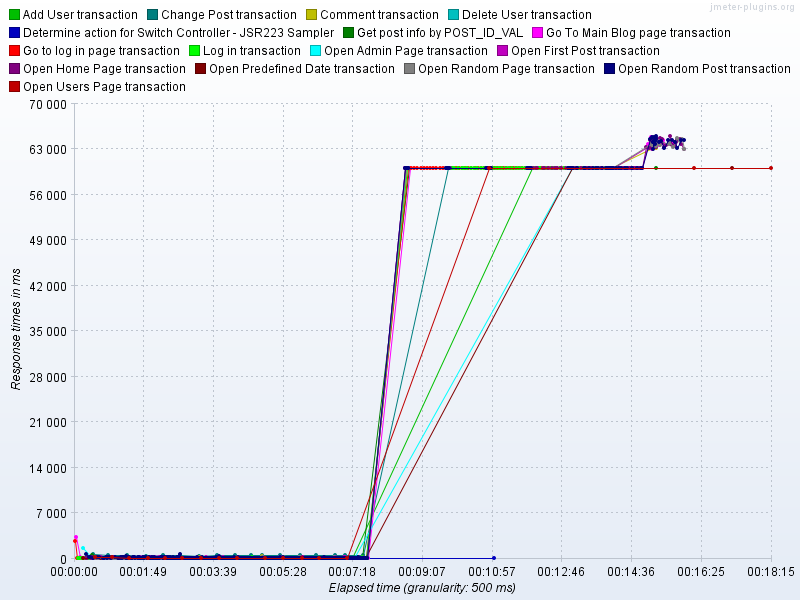 jmeter-plugins.org
Add User transaction Change Post transaction Comment transaction Delete User transaction
Determine action for Switch Controller - JSR223 Sampler Get post info by POST_ID_VAL Go To Main Blog page transaction
Go to log in page transaction Log in transaction Open Admin Page transaction Open First Post transaction
Open Home Page transaction Open Predefined Date transaction Open Random Page transaction Open Random Post transaction
Open Users Page transaction
70 000
63 000
56 000
49 000
42 000
35 000
28 000
21 000
14 000
7 000
0
Response times in ms
00:00:00 00:01:49 00:03:39 00:05:28 00:07:18 00:09:07 00:10:57 00:12:46 00:14:36 00:16:25 00:18:15
Elapsed time (granularity: 500 ms)